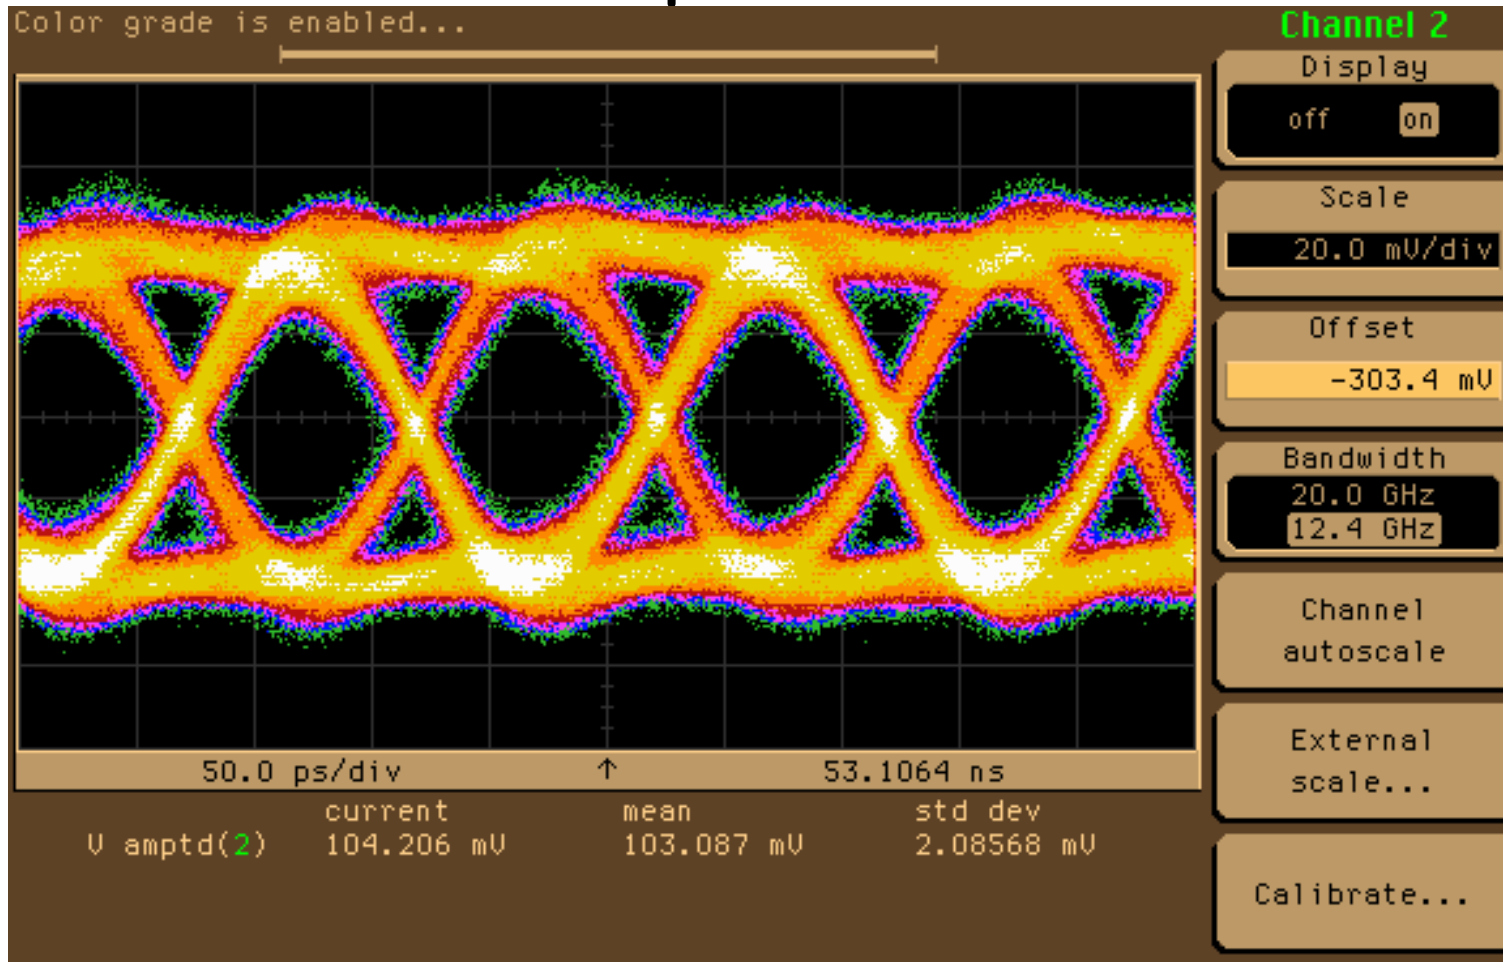 Color grade is enabled...
Channel 2
Display
off on
Scale
20.0 mV/div
Offset
-303.4 mV
Bandwidth
20.0 GHz
12.4 GHz
Channel
autoscale
External
scale...
Calibrate...
50.0 ps/div ↑ 53.1064 ns
current mean std dev
V amptd(2) 104.206 mV 103.087 mV 2.08568 mV